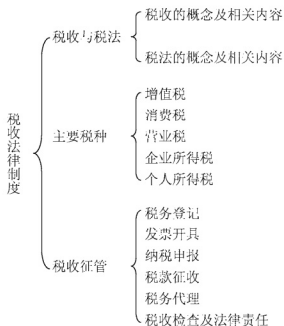 税收法律制度
税收与税法
税收的概念及相关内容
税法的概念及相关内容
主要税种
增值税
消费税
营业税
企业所得税
个人所得税
税收征管
税务登记
发票开具
纳税申报
税款征收
税务代理
税收检查及法律责任